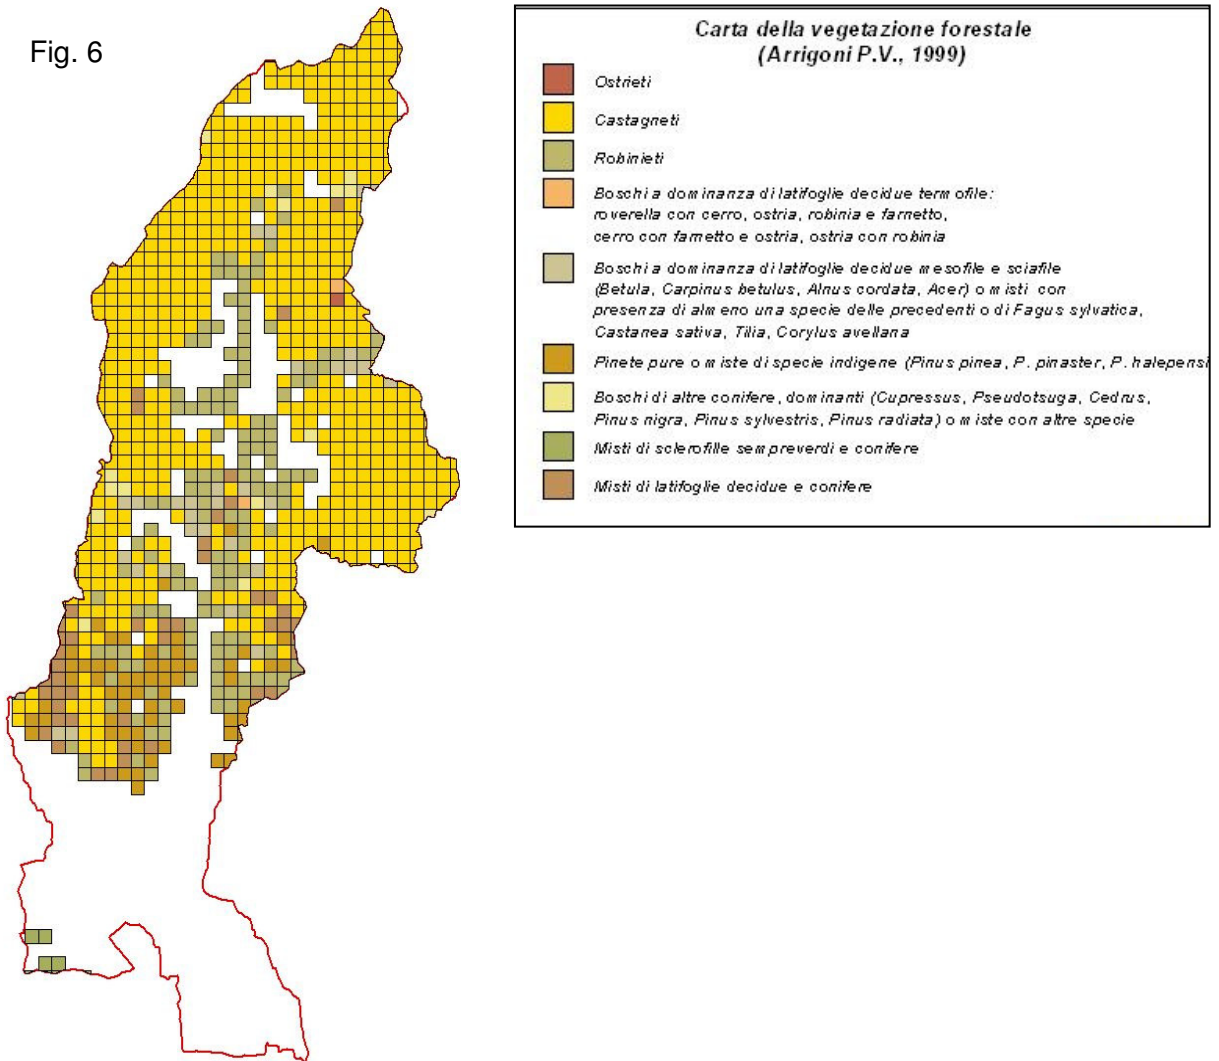 Fig. 6
Carta della vegetazione forestale
(Arrigoni P.V., 1999)
Ostrieti
Castagneti
Robinieti
Boschi a dominanza di latifoglie decidue termofile:
roverella con cerro, ostria, robinia e farnetto,
cerro con farnetto e ostria, ostria con robinia
Boschi a dominanza di latifoglie decidue mesofile e sciafile
(Betula, Carpinus betulus, Alnus cordata, Acer) o misti con
presenza di almeno una specie delle precedenti o di Fagus sylvatica,
Castanea sativa, Tilia, Corylus avellana
Pinete pure o miste di specie indigene (Pinus pinea, P. pinaster, P. halepensi
Boschi di altre conifere, dominanti (Cupressus, Pseudotsuga, Cedrus,
Pinus nigra, Pinus sylvestris, Pinus radiata) o miste con altre specie
Misti di sclerofille sempreverdi e conifere
Misti di latifoglie decidue e conifere